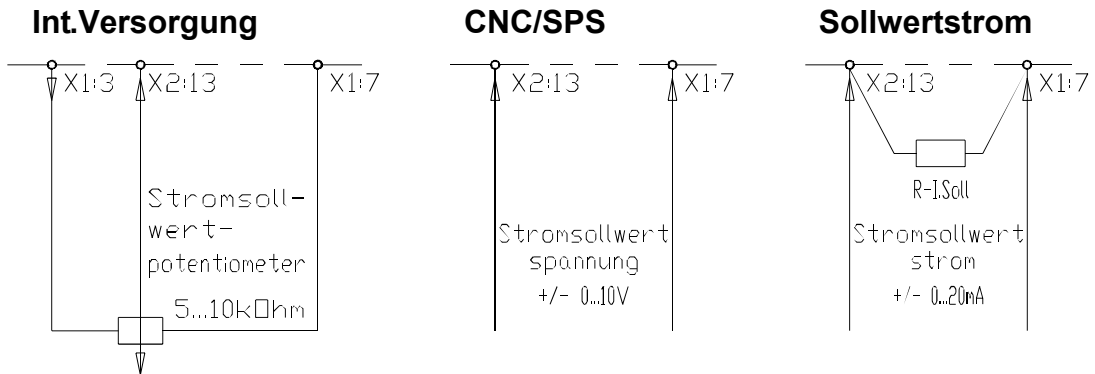 Int.Versorgung
CNC/SPS
Sollwertstrom
X1:3
X2:13
X1:7
X2:13
X1:7
X2:13
X1:7
Stromsoll-
wert-
potentiometer
5...10k□hm
Stromsollwert
spannung
+/- 0...10V
R-I.Soll
Stromsollwert
strom
+/- 0...20mA